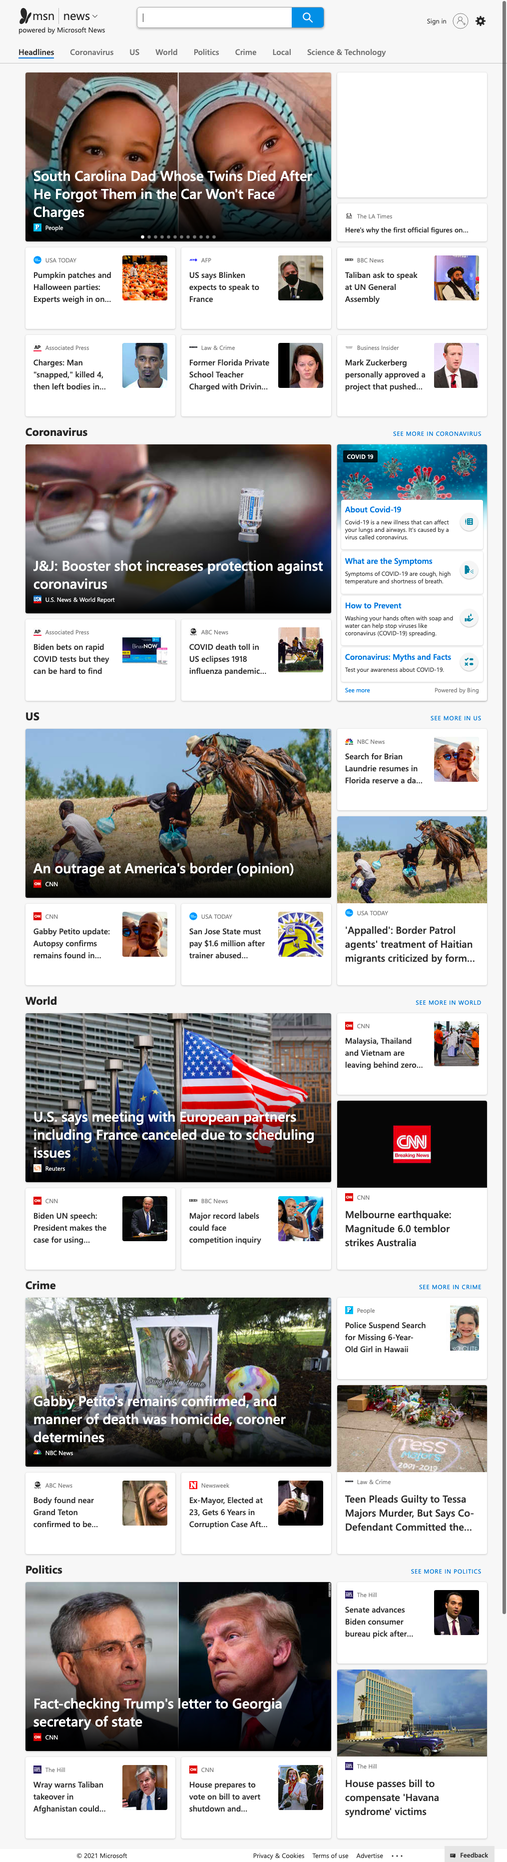 msn | news
powered by Microsoft News
Sign in
Headlines Coronavirus US World Politics Crime Local Science & Technology
South Carolina Dad Whose Twins Died After
He Forgot Them in the Car Won't Face
Charges
People
The LA Times
Here's why the first official figures on...
USA TODAY
Pumpkin patches and
Halloween parties:
Experts weigh in on...
AFP
US says Blinken
expects to speak to
France
BBC News
Taliban ask to speak
at UN General
Assembly
Associated Press
Charges: Man
"snapped," killed 4,
then left bodies in...
Law & Crime
Former Florida Private
School Teacher
Charged with Drivin...
Business Insider
Mark Zuckerberg
personally approved a
project that pushed...
Coronavirus
SEE MORE IN CORONAVIRUS
J&J: Booster shot increases protection against
coronavirus
U.S. News & World Report
COVID 19
About Covid-19
Covid-19 is a new illness that can affect
your lungs and airways. It's caused by a
virus called coronavirus.
What are the Symptoms
Symptoms of COVID-19 are cough, high
temperature and shortness of breath.
How to Prevent
Washing your hands often with soap and
water can help stop viruses like
coronavirus (COVID-19) spreading.
Coronavirus: Myths and Facts
Test your awareness about COVID-19.
See more
Powered by Bing
Associated Press
Biden bets on rapid
COVID tests but they
can be hard to find
ABC News
COVID death toll in
US eclipses 1918
influenza pandemic...
US
SEE MORE IN US
An outrage at America's border (opinion)
CNN
NBC News
Search for Brian
Laundrie resumes in
Florida reserve a da...
USA TODAY
'Appalled': Border Patrol
agents' treatment of Haitian
migrants criticized by form...
CNN
Gabby Petito update:
Autopsy confirms
remains found in...
USA TODAY
San Jose State must
pay $1.6 million after
trainer abused...
World
SEE MORE IN WORLD
U.S. says meeting with European partners
including France canceled due to scheduling
issues
Reuters
CNN
Malaysia, Thailand
and Vietnam are
leaving behind zero...
CNN
Breaking News
CNN
Melbourne earthquake:
Magnitude 6.0 temblor
strikes Australia
CNN
Biden UN speech:
President makes the
case for using...
BBC News
Major record labels
could face
competition inquiry
Crime
SEE MORE IN CRIME
Gabby Petito's remains confirmed, and
manner of death was homicide, coroner
determines
NBC News
People
Police Suspend Search
for Missing 6-Year-
Old Girl in Hawaii
TESS
MAJORS
2001-2019
Law & Crime
Teen Pleads Guilty to Tessa
Majors Murder, But Says Co-
Defendant Committed the...
ABC News
Body found near
Grand Teton
confirmed to be...
Newsweek
Ex-Mayor, Elected at
23, Gets 6 Years in
Corruption Case Aft...
Politics
SEE MORE IN POLITICS
Fact-checking Trump's letter to Georgia
secretary of state
CNN
The Hill
Senate advances
Biden consumer
bureau pick after...
The Hill
House passes bill to
compensate 'Havana
syndrome' victims
The Hill
Wray warns Taliban
takeover in
Afghanistan could...
CNN
House prepares to
vote on bill to avert
shutdown and...
© 2021 Microsoft
Privacy & Cookies Terms of use Advertise ...
Feedback